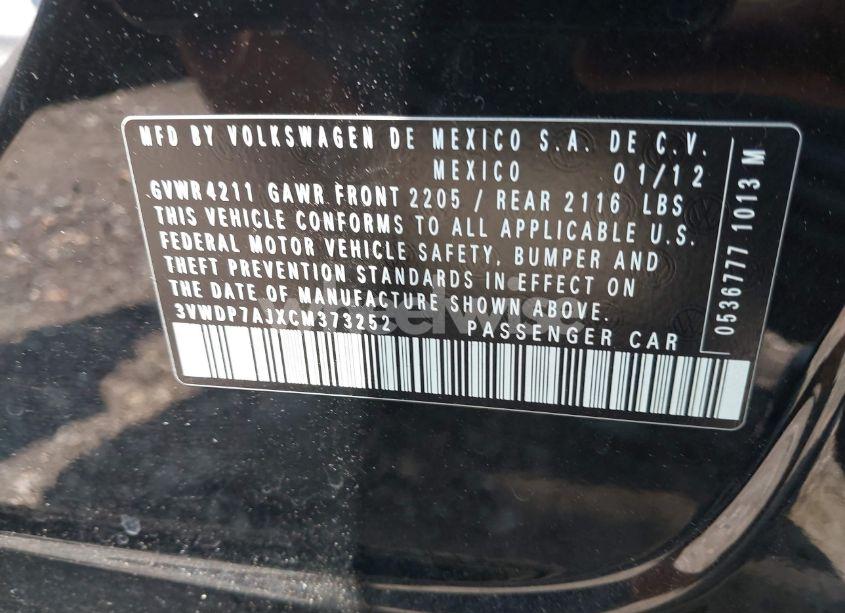 MFD BY VOLKSWAGEN DE MEXICO S.A. DE C.V.
MEXICO 01/12
GVWR 4211 GAWR FRONT 2205 / REAR 2116 LBS
THIS VEHICLE CONFORMS TO ALL APPLICABLE U.S.
FEDERAL MOTOR VEHICLE SAFETY, BUMPER AND
THEFT PREVENTION STANDARDS IN EFFECT ON
THE DATE OF MANUFACTURE SHOWN ABOVE.
3VWDP7AJXCM373252 PASSENGER CAR
0536777 1013 M